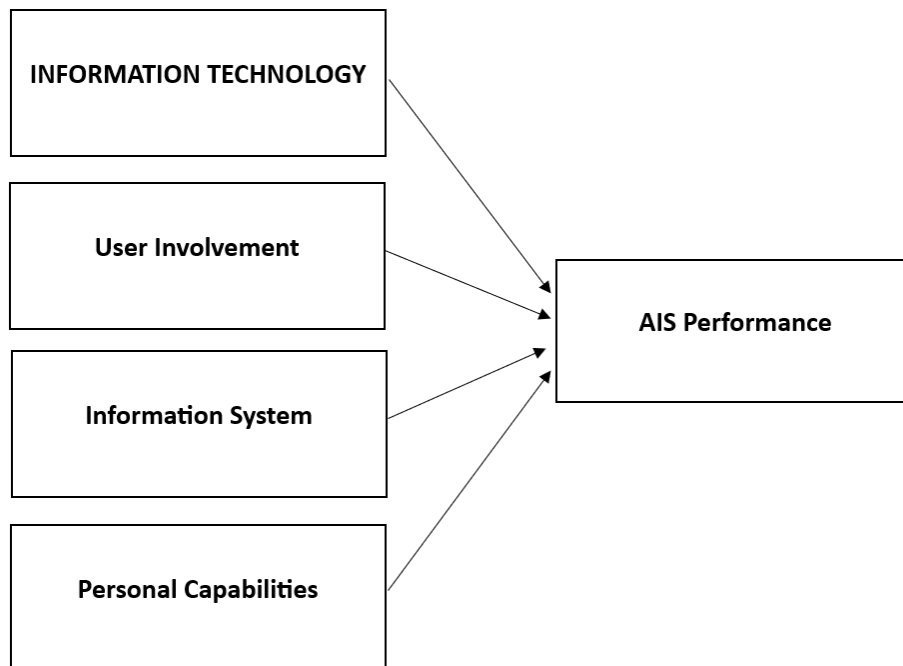 INFORMATION TECHNOLOGY
User Involvement
AIS Performance
Information System
Personal Capabilities